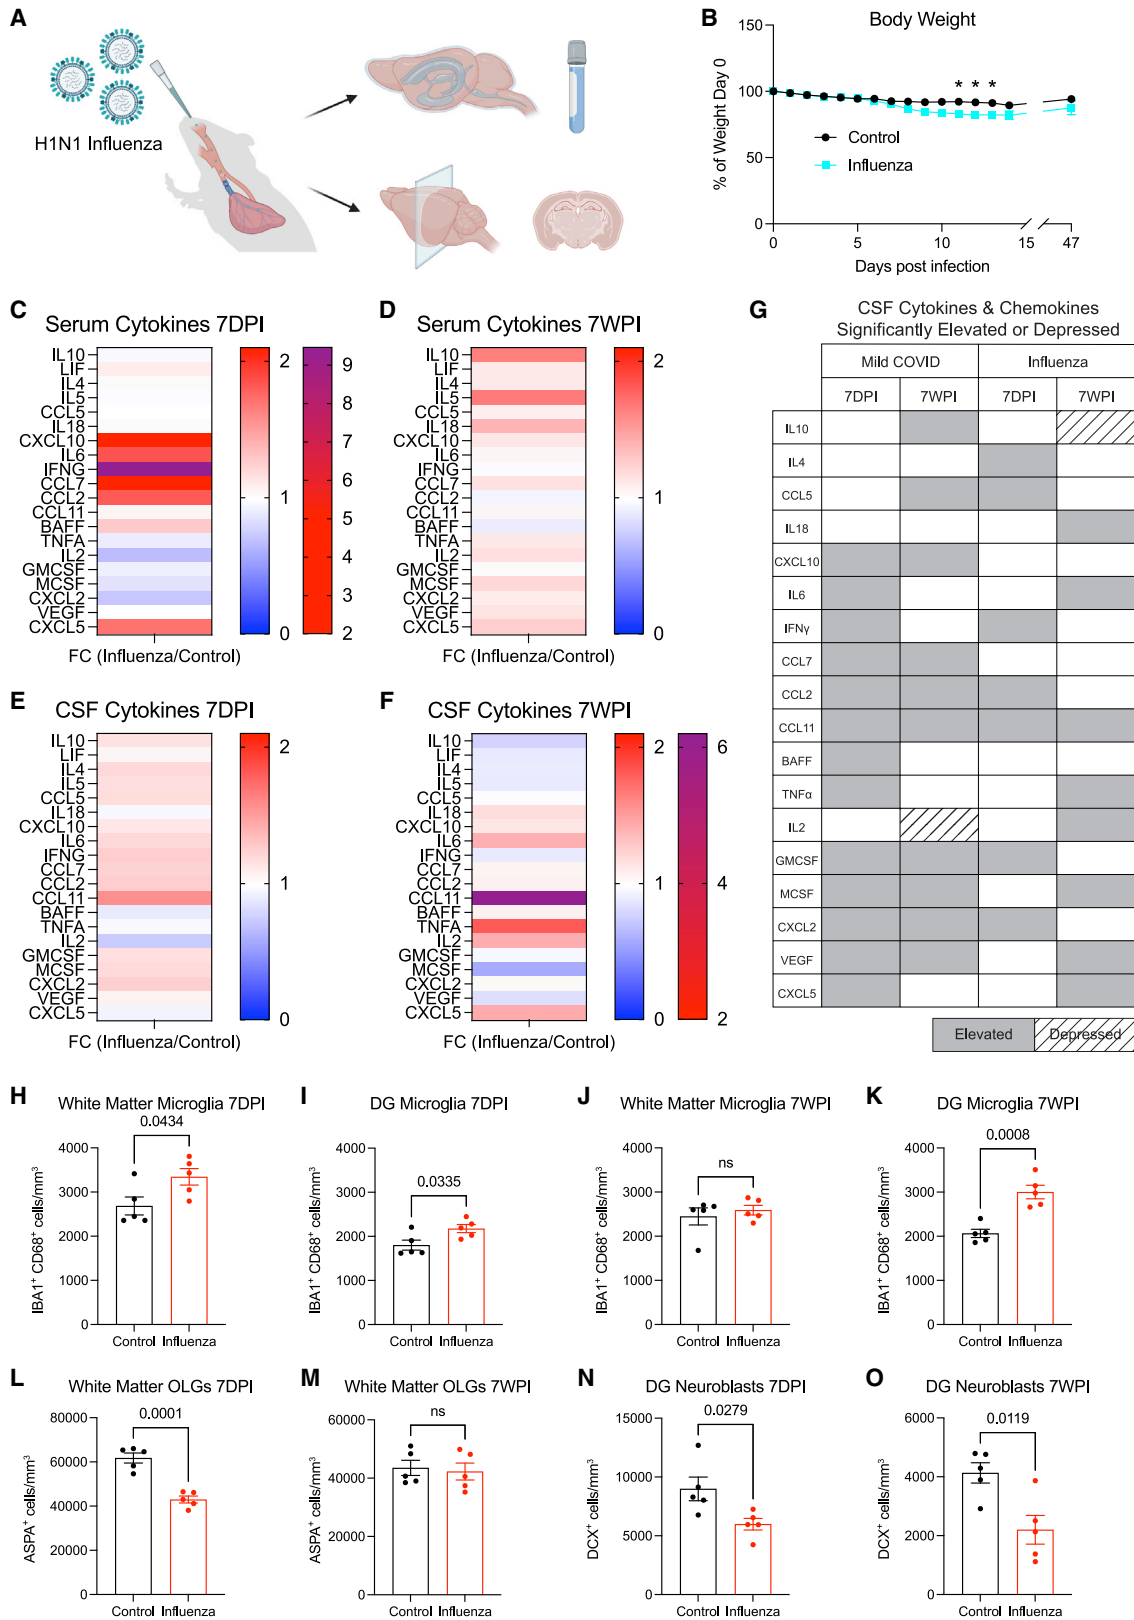 A
H1N1 Influenza
B
Body Weight
% of Weight Day 0
150
100
50
0
* * *
Control
Influenza
0 5 10 15 47
Days post infection
C
Serum Cytokines 7DPI
IL10
LIF
IL4
IL5
CCL5
IL18
CXCL10
IL6
IFNG
CCL7
CCL2
CCL11
BAFF
TNFA
IL2
GMCSF
MCSF
CXCL2
VEGF
CXCL5
FC (Influenza/Control)
2
1
0
9
8
7
6
5
4
3
2
D
Serum Cytokines 7WPI
IL10
LIF
IL4
IL5
CCL5
IL18
CXCL10
IL6
IFNG
CCL7
CCL2
CCL11
BAFF
TNFA
IL2
GMCSF
MCSF
CXCL2
VEGF
CXCL5
FC (Influenza/Control)
2
1
0
E
CSF Cytokines 7DPI
IL10
LIF
IL4
IL5
CCL5
IL18
CXCL10
IL6
IFNG
CCL7
CCL2
CCL11
BAFF
TNFA
IL2
GMCSF
MCSF
CXCL2
VEGF
CXCL5
FC (Influenza/Control)
2
1
0
F
CSF Cytokines 7WPI
IL10
LIF
IL4
IL5
CCL5
IL18
CXCL10
IL6
IFNG
CCL7
CCL2
CCL11
BAFF
TNFA
IL2
GMCSF
MCSF
CXCL2
VEGF
CXCL5
FC (Influenza/Control)
2
1
0
6
4
2
G
CSF Cytokines & Chemokines
Significantly Elevated or Depressed
Mild COVID Influenza
7DPI 7WPI 7DPI 7WPI
IL10
IL4
CCL5
IL18
CXCL10
IL6
IFNγ
CCL7
CCL2
CCL11
BAFF
TNFα
IL2
GMCSF
MCSF
CXCL2
VEGF
CXCL5
Elevated Depressed
H
White Matter Microglia 7DPI
0.0434
IBA1⁺ CD68⁺ cells/mm³
4000
3000
2000
1000
0
Control Influenza
I
DG Microglia 7DPI
0.0335
IBA1⁺ CD68⁺ cells/mm³
4000
3000
2000
1000
0
Control Influenza
J
White Matter Microglia 7WPI
ns
IBA1⁺ CD68⁺ cells/mm³
4000
3000
2000
1000
0
Control Influenza
K
DG Microglia 7WPI
0.0008
IBA1⁺ CD68⁺ cells/mm³
4000
3000
2000
1000
0
Control Influenza
L
White Matter OLGs 7DPI
0.0001
ASPA⁺ cells/mm³
80000
60000
40000
20000
0
Control Influenza
M
White Matter OLGs 7WPI
ns
ASPA⁺ cells/mm³
60000
40000
20000
0
Control Influenza
N
DG Neuroblasts 7DPI
0.0279
DCX⁺ cells/mm³
15000
10000
5000
0
Control Influenza
O
DG Neuroblasts 7WPI
0.0119
DCX⁺ cells/mm³
6000
4000
2000
0
Control Influenza